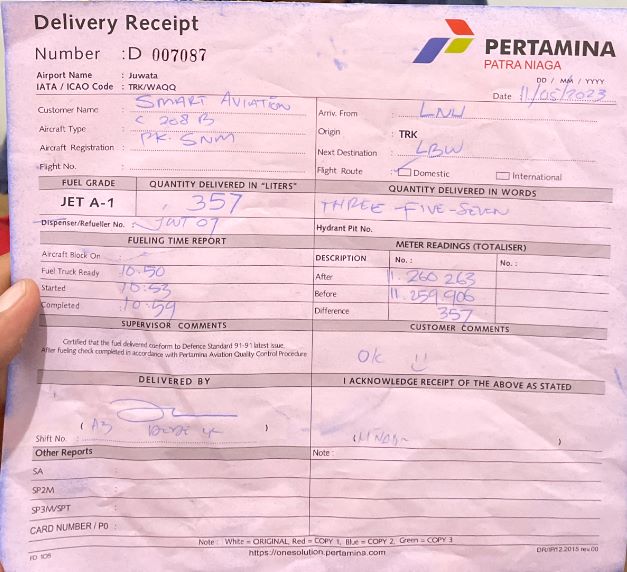 Delivery Receipt
Number : D 007087
PERTAMINA
PATRA NIAGA
Airport Name : Juwata
IATA / ICAO Code : TRK/WAQQ
DD / MM / YYYY
Date 11/05/2023
Customer Name : SMART AVIATION
Aircraft Type : C 208 B
Aircraft Registration : PK-SNM
Flight No. :
Arriv. From : LNU
Origin : TRK
Next Destination : LBW
Flight Route : Domestic International
FUEL GRADE QUANTITY DELIVERED IN "LITERS" QUANTITY DELIVERED IN WORDS
JET A-1 357 THREE-FIVE-SEVEN
Dispenser/Refueller No. : JWT 07 Hydrant Pit No.
FUELING TIME REPORT METER READINGS (TOTALISER)
Aircraft Block On :
DESCRIPTION No. : No. :
Fuel Truck Ready : 10.50
After 11.260 263
Started : 10:53
Before 11.259.906
Completed : 10:59
Difference 357
SUPERVISOR COMMENTS CUSTOMER COMMENTS
Certified that the fuel delivered conform to Defence Standard 91-91 latest issue.
After fueling check completed in accordance with Pertamina Aviation Quality Control Procedure
Ok
DELIVERED BY I ACKNOWLEDGE RECEIPT OF THE ABOVE AS STATED
Shift No. :
Other Reports Note :
SA :
SP2M :
SP3M/SPT :
CARD NUMBER / PO :
Note : White = ORIGINAL, Red = COPY 1, Blue = COPY 2, Green = COPY 3
https://onesolution.pertamina.com
FD 105 DR/IR/12.2015 rev.00